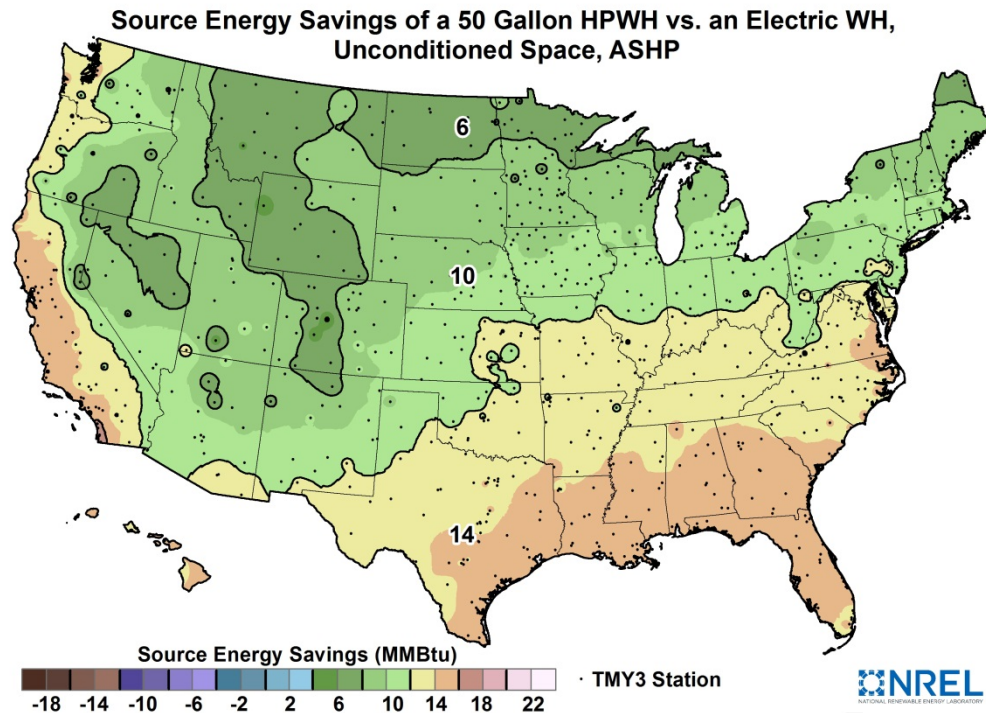 Source Energy Savings of a 50 Gallon HPWH vs. an Electric WH,
Unconditioned Space, ASHP
6
10
14
Source Energy Savings (MMBtu)
-18 -14 -10 -6 -2 2 6 10 14 18 22
· TMY3 Station
NREL
NATIONAL RENEWABLE ENERGY LABORATORY